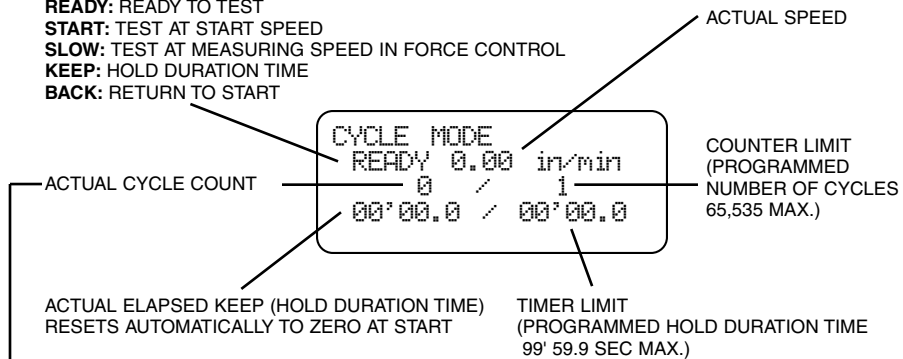 READY: READY TO TEST
START: TEST AT START SPEED
SLOW: TEST AT MEASURING SPEED IN FORCE CONTROL
KEEP: HOLD DURATION TIME
BACK: RETURN TO START
ACTUAL SPEED
CYCLE MODE
READY 0.00 in/min
0 / 1
00'00.0 / 00'00.0
ACTUAL CYCLE COUNT
COUNTER LIMIT
(PROGRAMMED
NUMBER OF CYCLES
65,535 MAX.)
ACTUAL ELAPSED KEEP (HOLD DURATION TIME)
RESETS AUTOMATICALLY TO ZERO AT START
TIMER LIMIT
(PROGRAMMED HOLD DURATION TIME
99' 59.9 SEC MAX.)